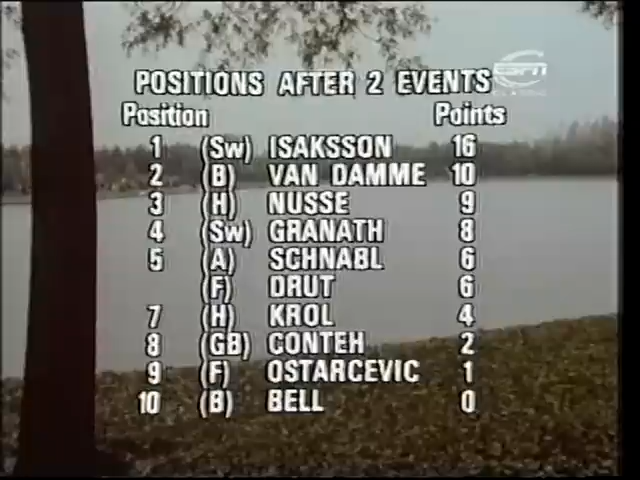 ESPN
POSITIONS AFTER 2 EVENTS
Position Points
1 (Sw) ISAKSSON 16
2 (B) VAN DAMME 10
3 (H) NUSSE 9
4 (Sw) GRANATH 8
5 (A) SCHNABL 6
(F) DRUT 6
7 (H) KROL 4
8 (GB) CONTEH 2
9 (F) OSTARCEVIC 1
10 (B) BELL 0